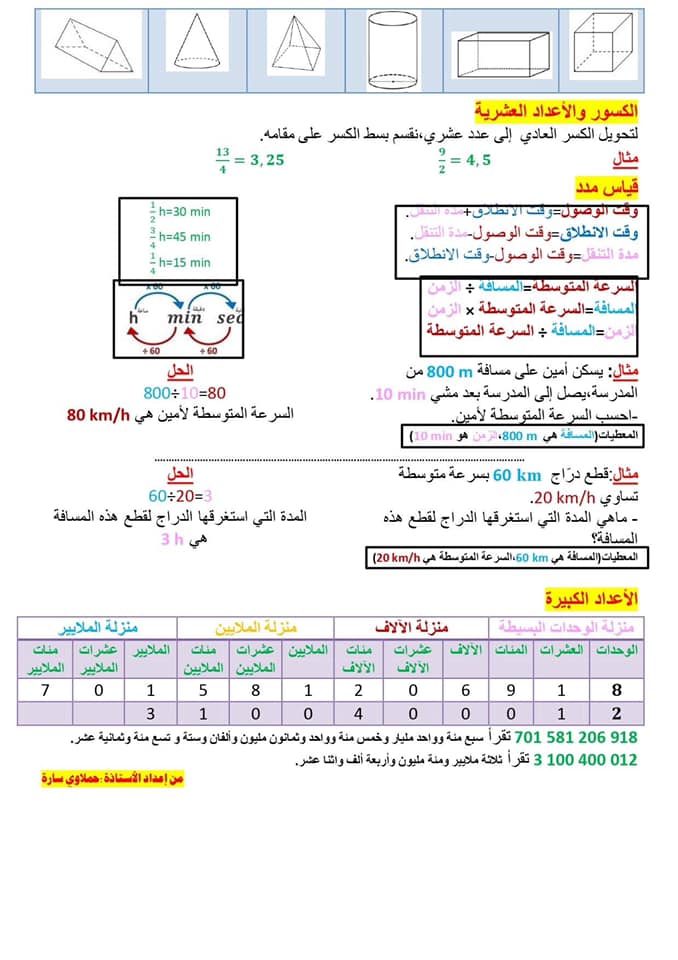 الكسور والأعداد العشرية
لتحويل الكسر العادي إلى عدد عشري،نقسم بسط الكسر على مقامه.
مثال
9/2 = 4,5
13/4 = 3,25
قياس مدد
وقت الوصول=وقت الانطلاق+مدة التنقل.
وقت الانطلاق=وقت الوصول-مدة التنقل.
مدة التنقل=وقت الوصول-وقت الانطلاق.
1/2 h=30 min
3/4 h=45 min
1/4 h=15 min
السرعة المتوسطة=المسافة ÷ الزمن
المسافة=السرعة المتوسطة × الزمن
لزمن=المسافة ÷ السرعة المتوسطة
x 60 x 60
h ساعة min دقيقة sec
÷ 60 ÷ 60
مثال: يسكن أمين على مسافة 800 m من
المدرسة،يصل إلى المدرسة بعد مشي 10 min.
-احسب السرعة المتوسطة لأمين.
المعطيات(المسافة هي 800 m،الزمن هو 10 min)
الحل
800÷10=80
السرعة المتوسطة لأمين هي 80 km/h
مثال:قطع درّاج 60 km بسرعة متوسطة
تساوي 20 km/h.
- ماهي المدة التي استغرقها الدراج لقطع هذه
المسافة؟
المعطيات(المسافة هي 60 km،السرعة المتوسطة هي 20 km/h)
الحل
60÷20=3
المدة التي استغرقها الدراج لقطع هذه المسافة
هي 3 h
الأعداد الكبيرة
منزلة الوحدات البسيطة منزلة الآلاف منزلة الملايين منزلة الملايير
الوحدات العشرات المئات الآلاف عشرات الآلاف مئات الآلاف الملايين عشرات الملايين مئات الملايين الملايير عشرات الملايير مئات الملايير
8 1 9 6 0 2 1 8 5 1 0 7
2 1 0 0 0 4 0 0 1 3
701 581 206 918 تقرأ سبع مئة وواحد مليار وخمس مئة وواحد وثمانون مليون وألفان وستة و تسع مئة وثمانية عشر.
3 100 400 012 تقرأ ثلاثة ملايير ومئة مليون وأربعة ألف واثنا عشر.
من إعداد الأستاذة :حملاوي سارة